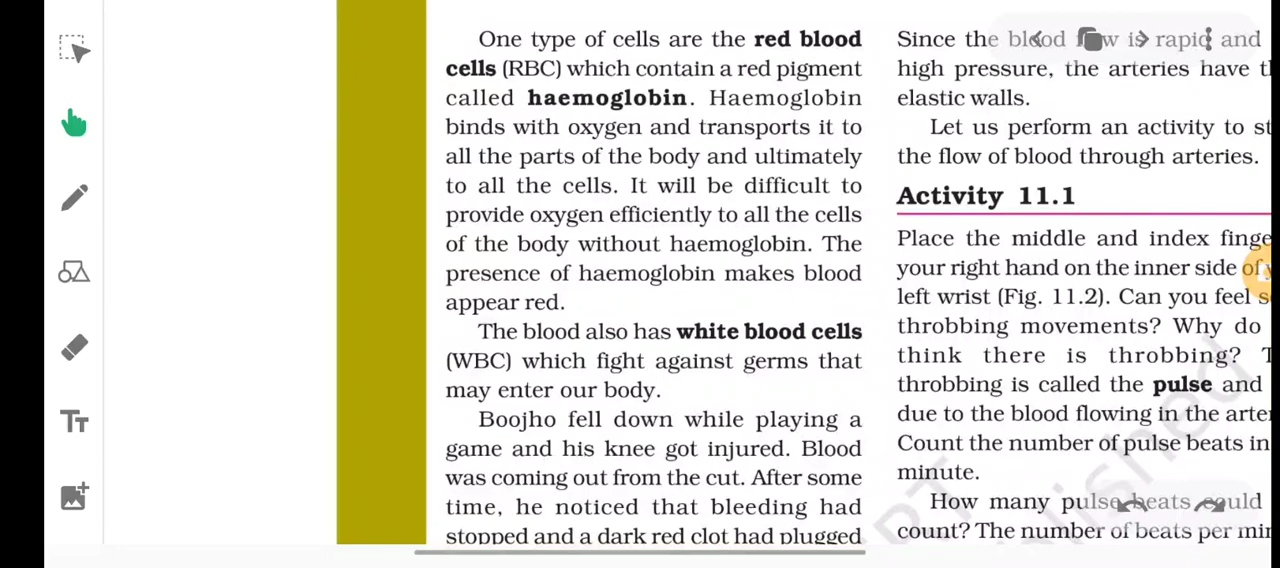 One type of cells are the red blood
cells (RBC) which contain a red pigment
called haemoglobin. Haemoglobin
binds with oxygen and transports it to
all the parts of the body and ultimately
to all the cells. It will be difficult to
provide oxygen efficiently to all the cells
of the body without haemoglobin. The
presence of haemoglobin makes blood
appear red.
The blood also has white blood cells
(WBC) which fight against germs that
may enter our body.
Boojho fell down while playing a
game and his knee got injured. Blood
was coming out from the cut. After some
time, he noticed that bleeding had
stopped and a dark red clot had plugged
Since the blood flow is rapid and
high pressure, the arteries have
elastic walls.
Let us perform an activity to
the flow of blood through arteries.
Activity 11.1
Place the middle and index
your right hand on the inner side of
left wrist (Fig. 11.2). Can you feel
throbbing movements? Why do
think there is throbbing?
throbbing is called the pulse and
due to the blood flowing in the
Count the number of pulse beats in
minute.
How many pulse beats could
count? The number of beats per
Tт